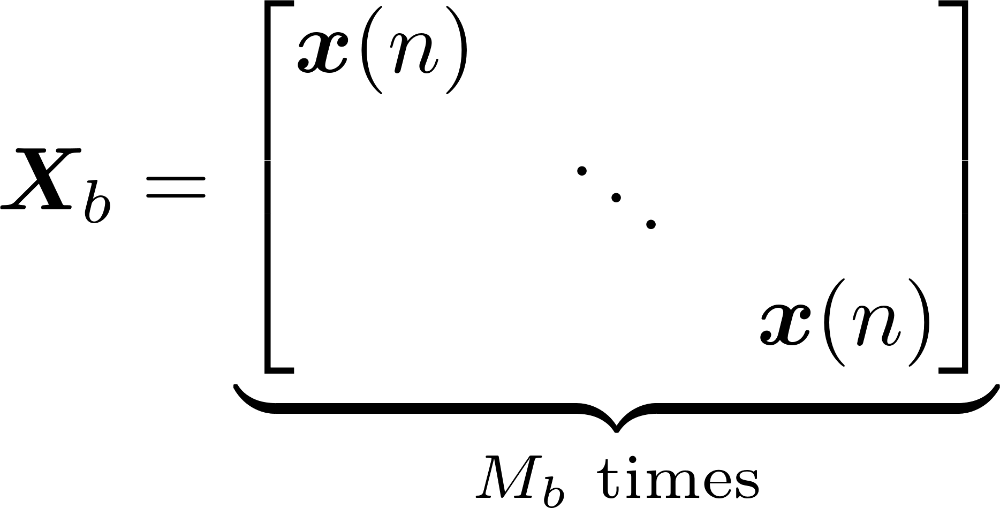 x(n)
X_b = [ ⋱ ]
x(n)
M_b times